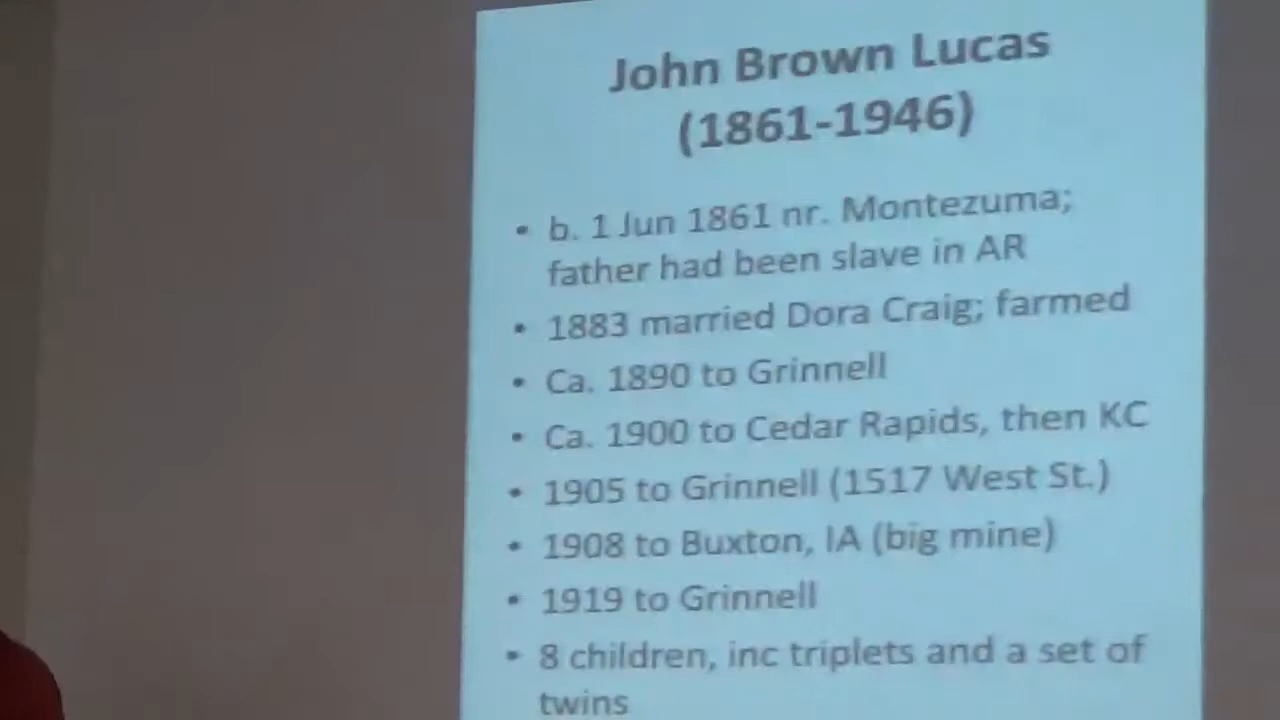 John Brown Lucas
(1861-1946)
• b. 1 Jun 1861 nr. Montezuma;
father had been slave in AR
• 1883 married Dora Craig; farmed
• Ca. 1890 to Grinnell
• Ca. 1900 to Cedar Rapids, then KC
• 1905 to Grinnell (1517 West St.)
• 1908 to Buxton, IA (big mine)
• 1919 to Grinnell
• 8 children, inc triplets and a set of
twins